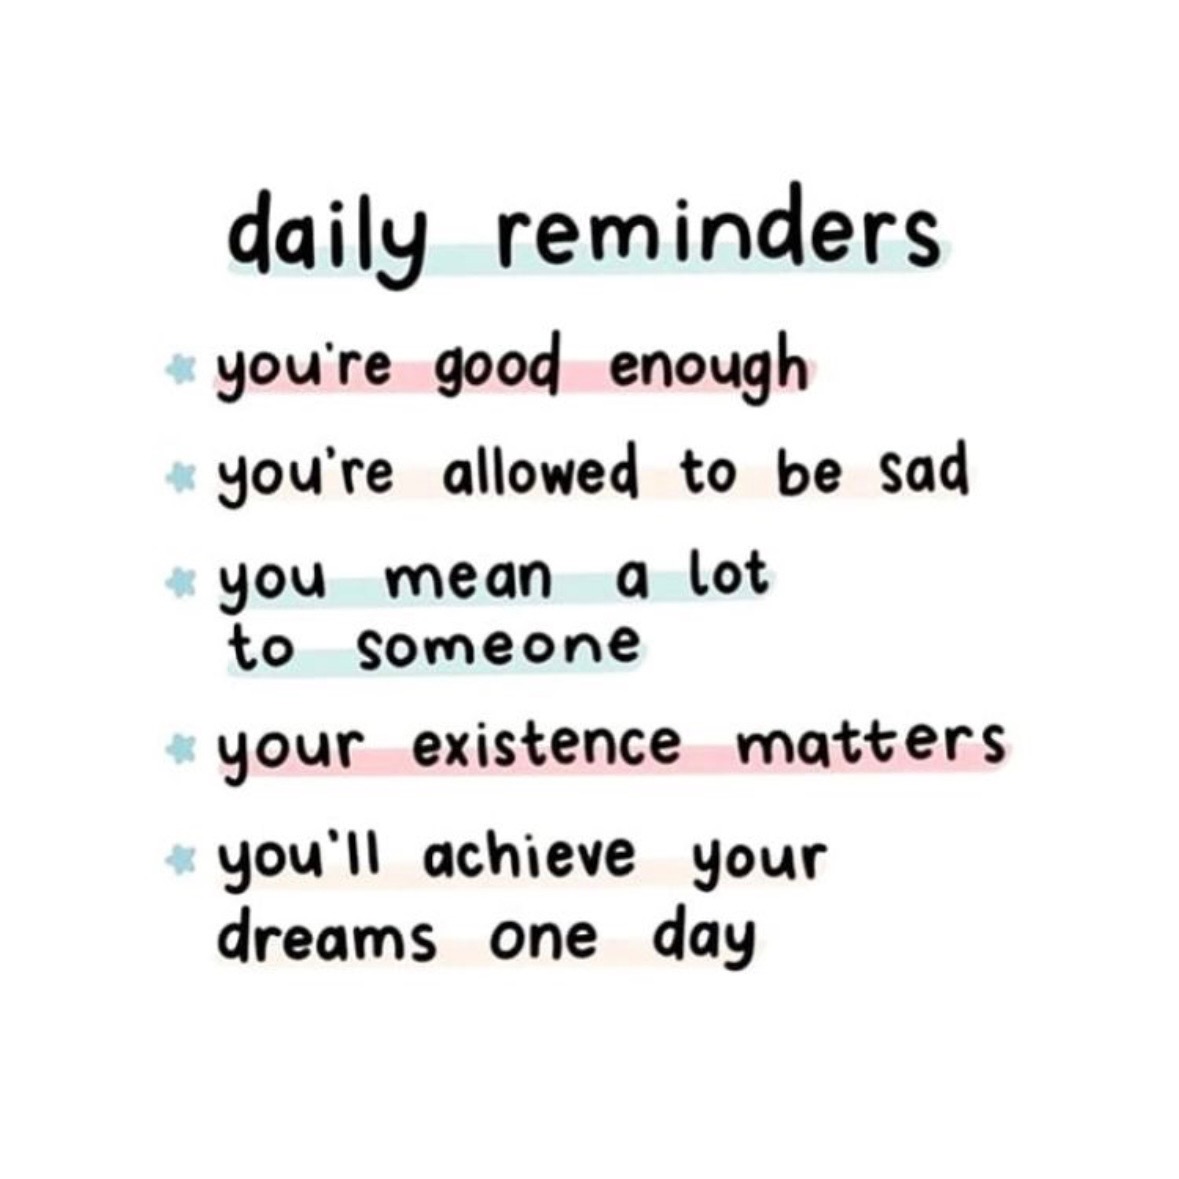 daily reminders
you're good enough
you're allowed to be sad
you mean a lot
to someone
your existence matters
you'll achieve your
dreams one day